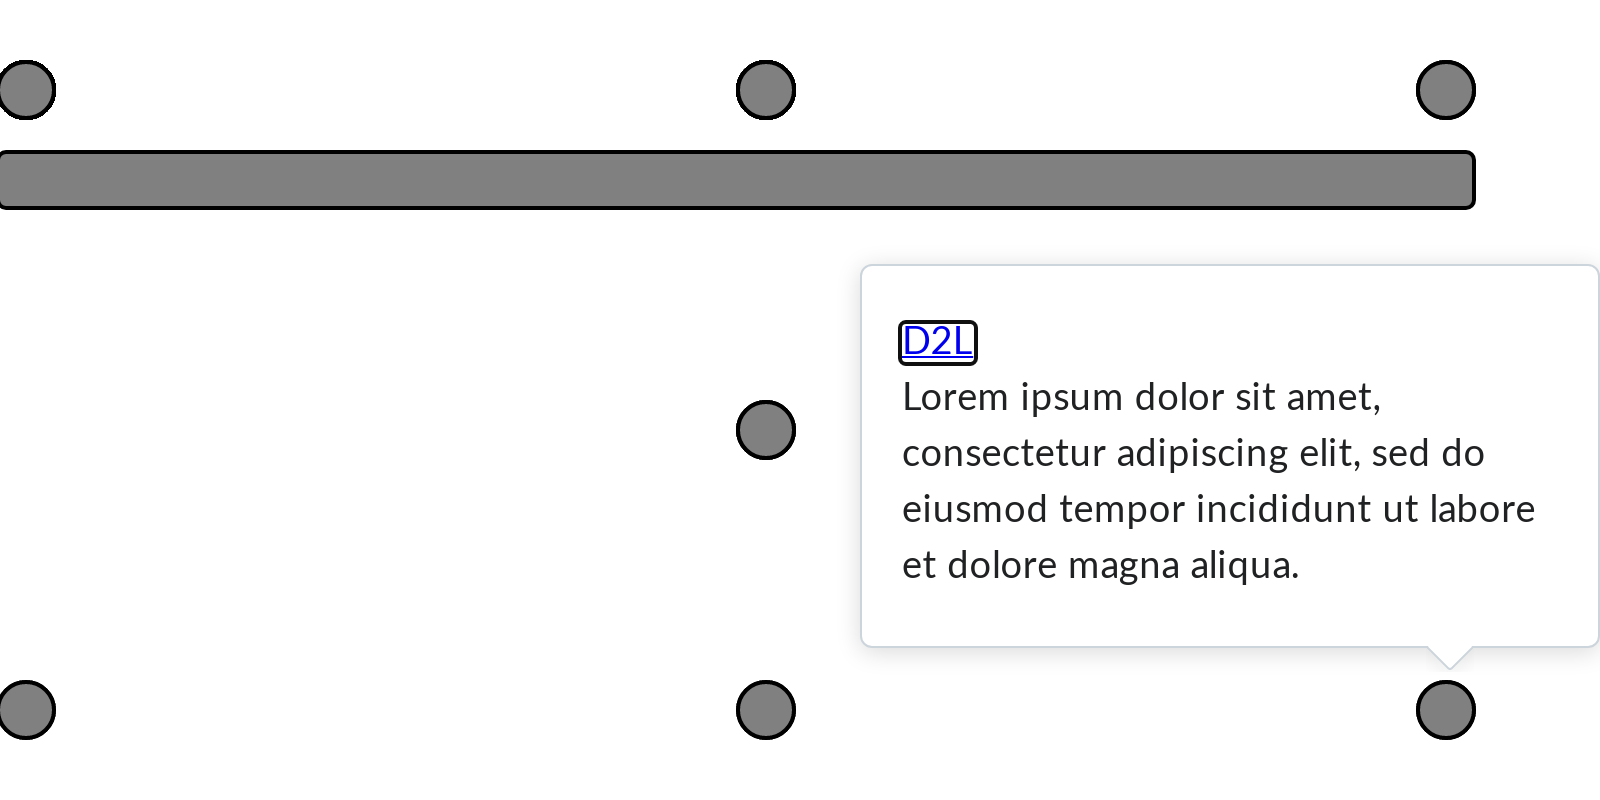 D2L
Lorem ipsum dolor sit amet,
consectetur adipiscing elit, sed do
eiusmod tempor incididunt ut labore
et dolore magna aliqua.